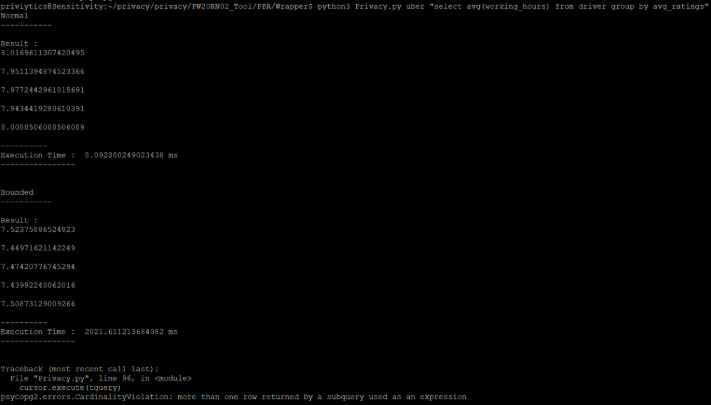 privlytics@Sensitivity:~/privacy/privacy/PW20RN02_Tool/PPA/Wrapper$ python3 Privacy.py uber "select avg(working_hours) from driver group by avg_ratings"
Normal
-----------
Result :
8.0169611307420495
7.9511394874523366
7.9772442961815691
7.9434419280610391
8.0088506088506089
----------
Execution Time :  8.092880249023438 ms
----------------
Bounded
-----------
Result :
7.52375886524823
7.44971621142249
7.47420776745294
7.43992248062016
7.50873129009266
----------
Execution Time :  2021.611213684082 ms
----------------
Traceback (most recent call last):
  File "Privacy.py", line 96, in <module>
    cursor.execute(tquery)
psycopg2.errors.CardinalityViolation: more than one row returned by a subquery used as an expression